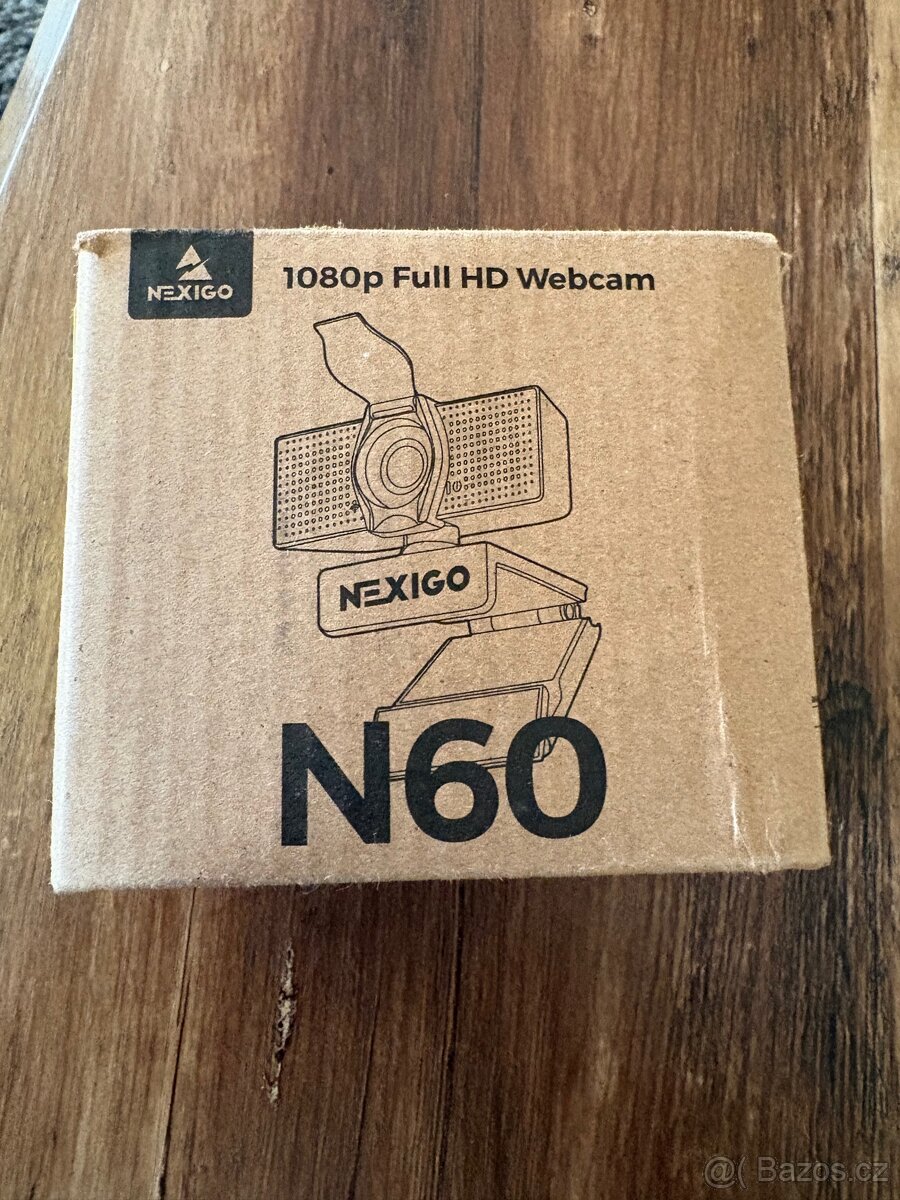 NEXIGO
1080p Full HD Webcam
NEXIGO
N60
@( Bazos.cz